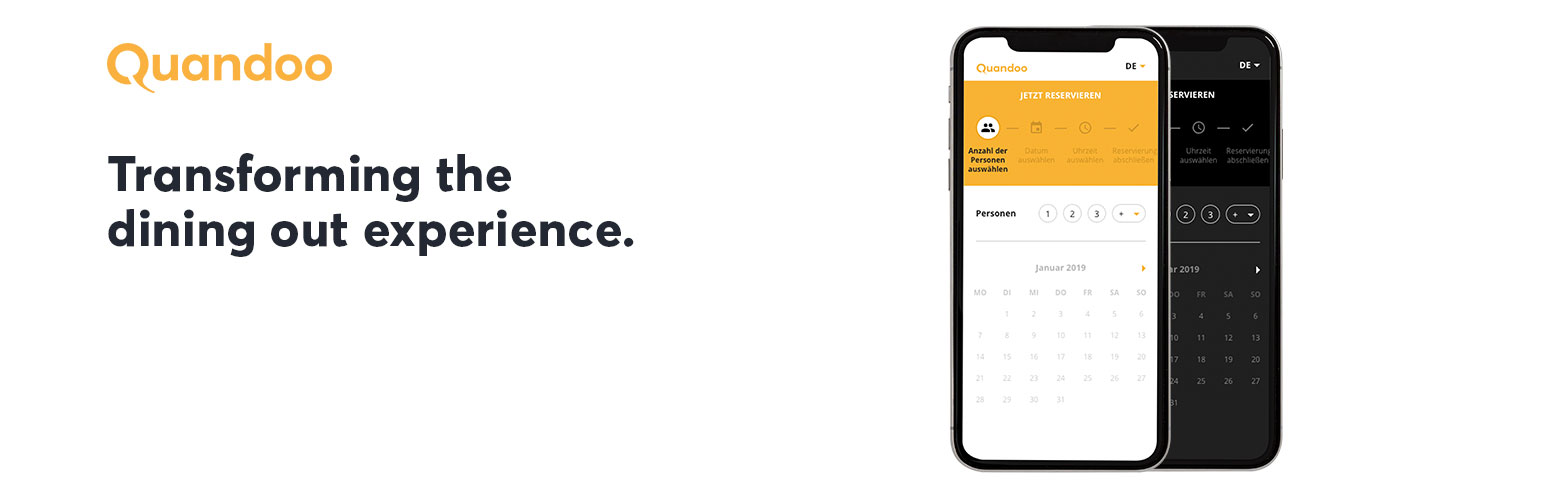 Quandoo
Transforming the
dining out experience.
Quandoo
DE
JETZT RESERVIEREN
Anzahl der
Personen
auswählen
Datum
auswählen
Uhrzeit
auswählen
Reservierung
abschließen
Personen 1 2 3 +
Januar 2019
MO DI MI DO FR SA SO
1 2 3 4 5 6
7 8 9 10 11 12 13
14 15 16 17 18 19 20
21 22 23 24 25 26 27
28 29 30 31
DE
SERVIEREN
Uhrzeit
auswählen
Reservierung
abschließen
2 3 +
ar 2019
DO FR SA SO
3 4 5 6
10 11 12 13
17 18 19 20
24 25 26 27
31